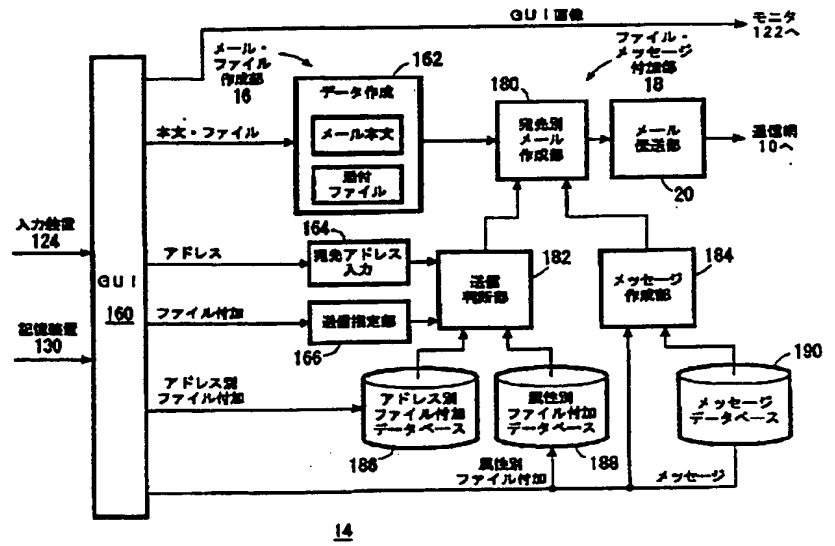 GUI画像
モニタ
122へ
メール・
ファイル
作成部
16
162
ファイル・
メッセージ
付加部
18
データ作成
メール本文
添付
ファイル
本文・ファイル
180
宛先別
メール
作成部
メール
伝送部
20
通信網
10へ
入力装置
124
GUI
160
記憶装置
130
アドレス
164
宛先アドレス
入力
ファイル付加
送信指定部
166
送信
判断部
182
メッセージ
作成部
184
アドレス別
ファイル付加
アドレス別
ファイル付加
データベース
186
属性別
ファイル付加
データベース
188
メッセージ
データベース
190
属性別
ファイル付加
メッセージ
14